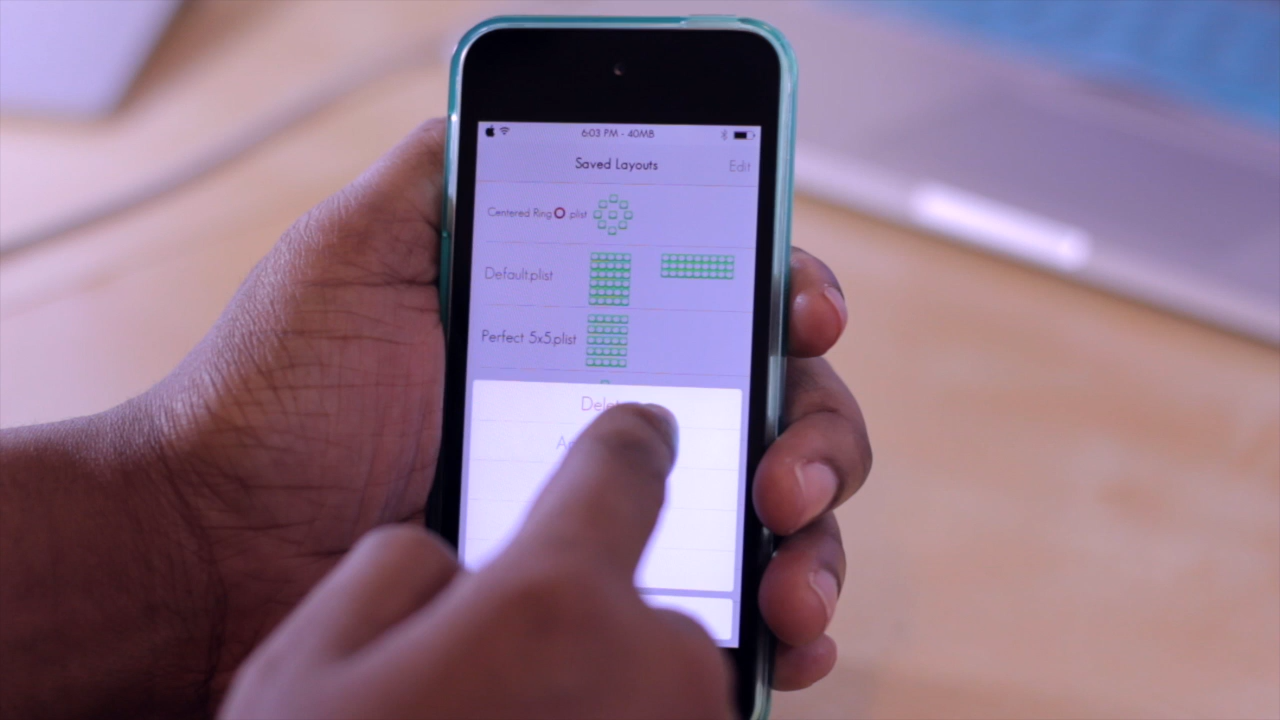 6:03 PM - 40MB
Saved Layouts
Edit
Centered Ring⭕.plist
Default.plist
Perfect 5x5.plist